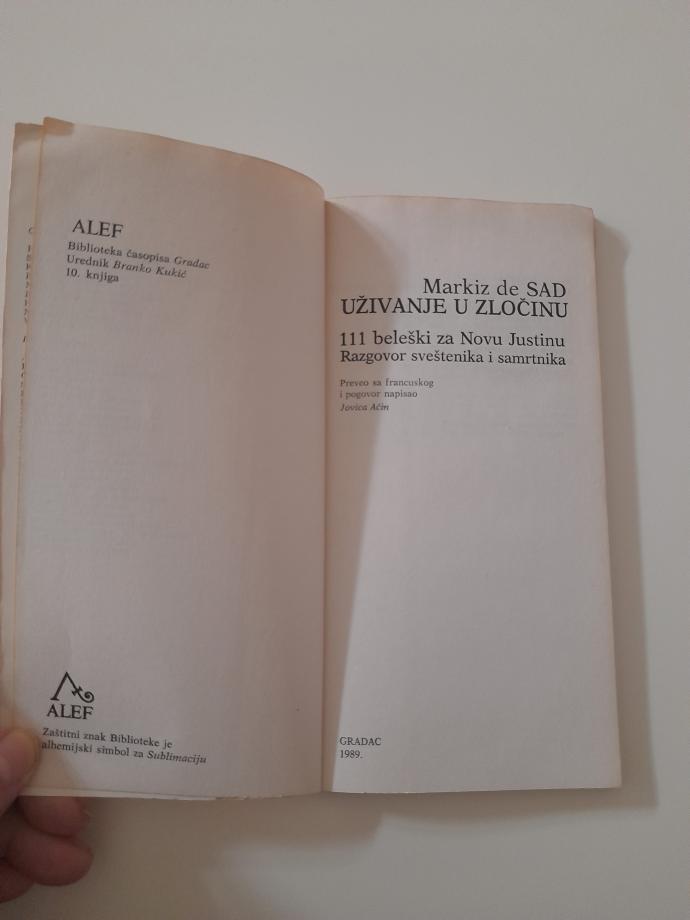 ALEF
Biblioteka časopisa Gradac
Urednik Branko Kukić
10. knjiga
ALEF
Zaštitni znak Biblioteke je
alhemijski simbol za Sublimaciju
Markiz de SAD
UŽIVANJE U ZLOČINU
111 beleški za Novu Justinu
Razgovor sveštenika i samrtnika
Preveo sa francuskog
i pogovor napisao
Jovica Aćin
GRADAC
1989.